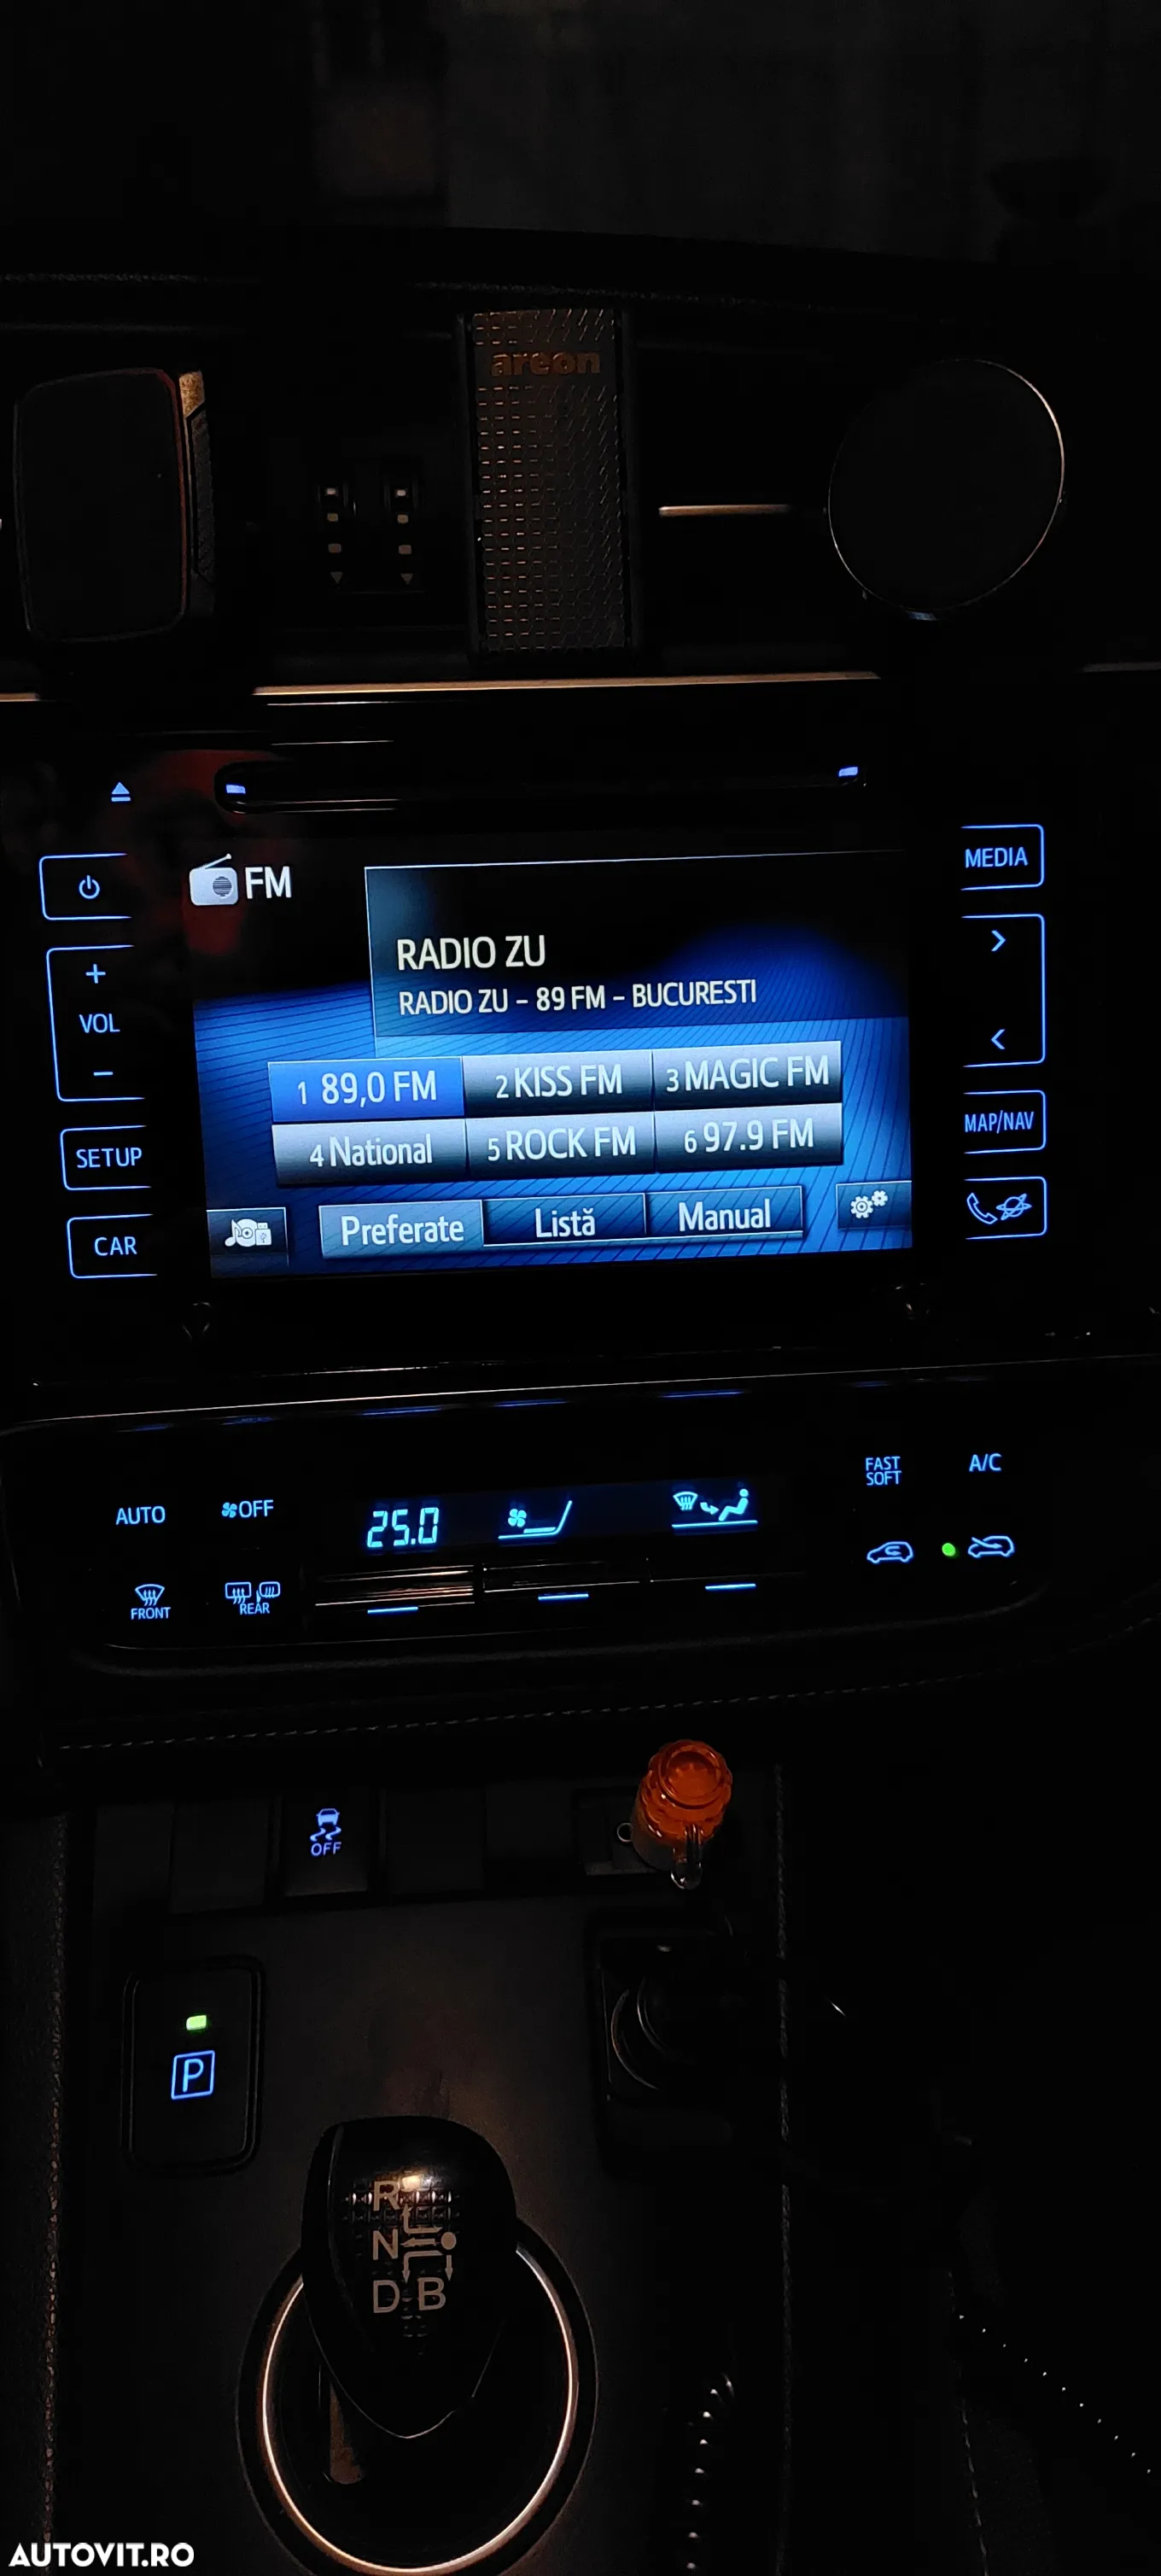 areon
FM
MEDIA
RADIO ZU
RADIO ZU - 89 FM - BUCURESTI
+
VOL
-
1 89,0 FM
2 KISS FM
3 MAGIC FM
4 National
5 ROCK FM
6 97.9 FM
MAP/NAV
SETUP
Preferate
Listă
Manual
CAR
AUTO
OFF
25.0
FAST
SOFT
A/C
FRONT
REAR
OFF
P
R
N
D B
AUTOVIT.RO